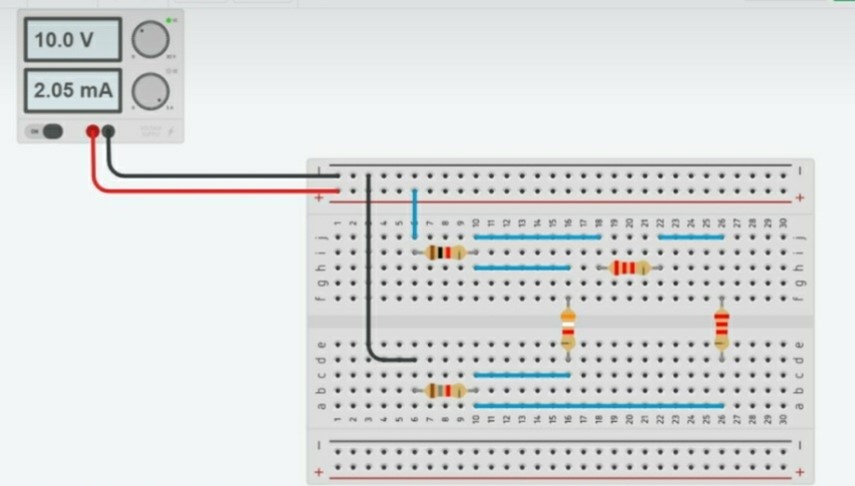 10.0 V
2.05 mA
ON
− −
+ +
1 2 3 4 5 6 7 8 9 10 11 12 13 14 15 16 17 18 19 20 21 22 23 24 25 26 27 28 29 30
j j
i i
h h
g g
f f
e e
d d
c c
b b
a a
1 2 3 4 5 6 7 8 9 10 11 12 13 14 15 16 17 18 19 20 21 22 23 24 25 26 27 28 29 30
− −
+ +